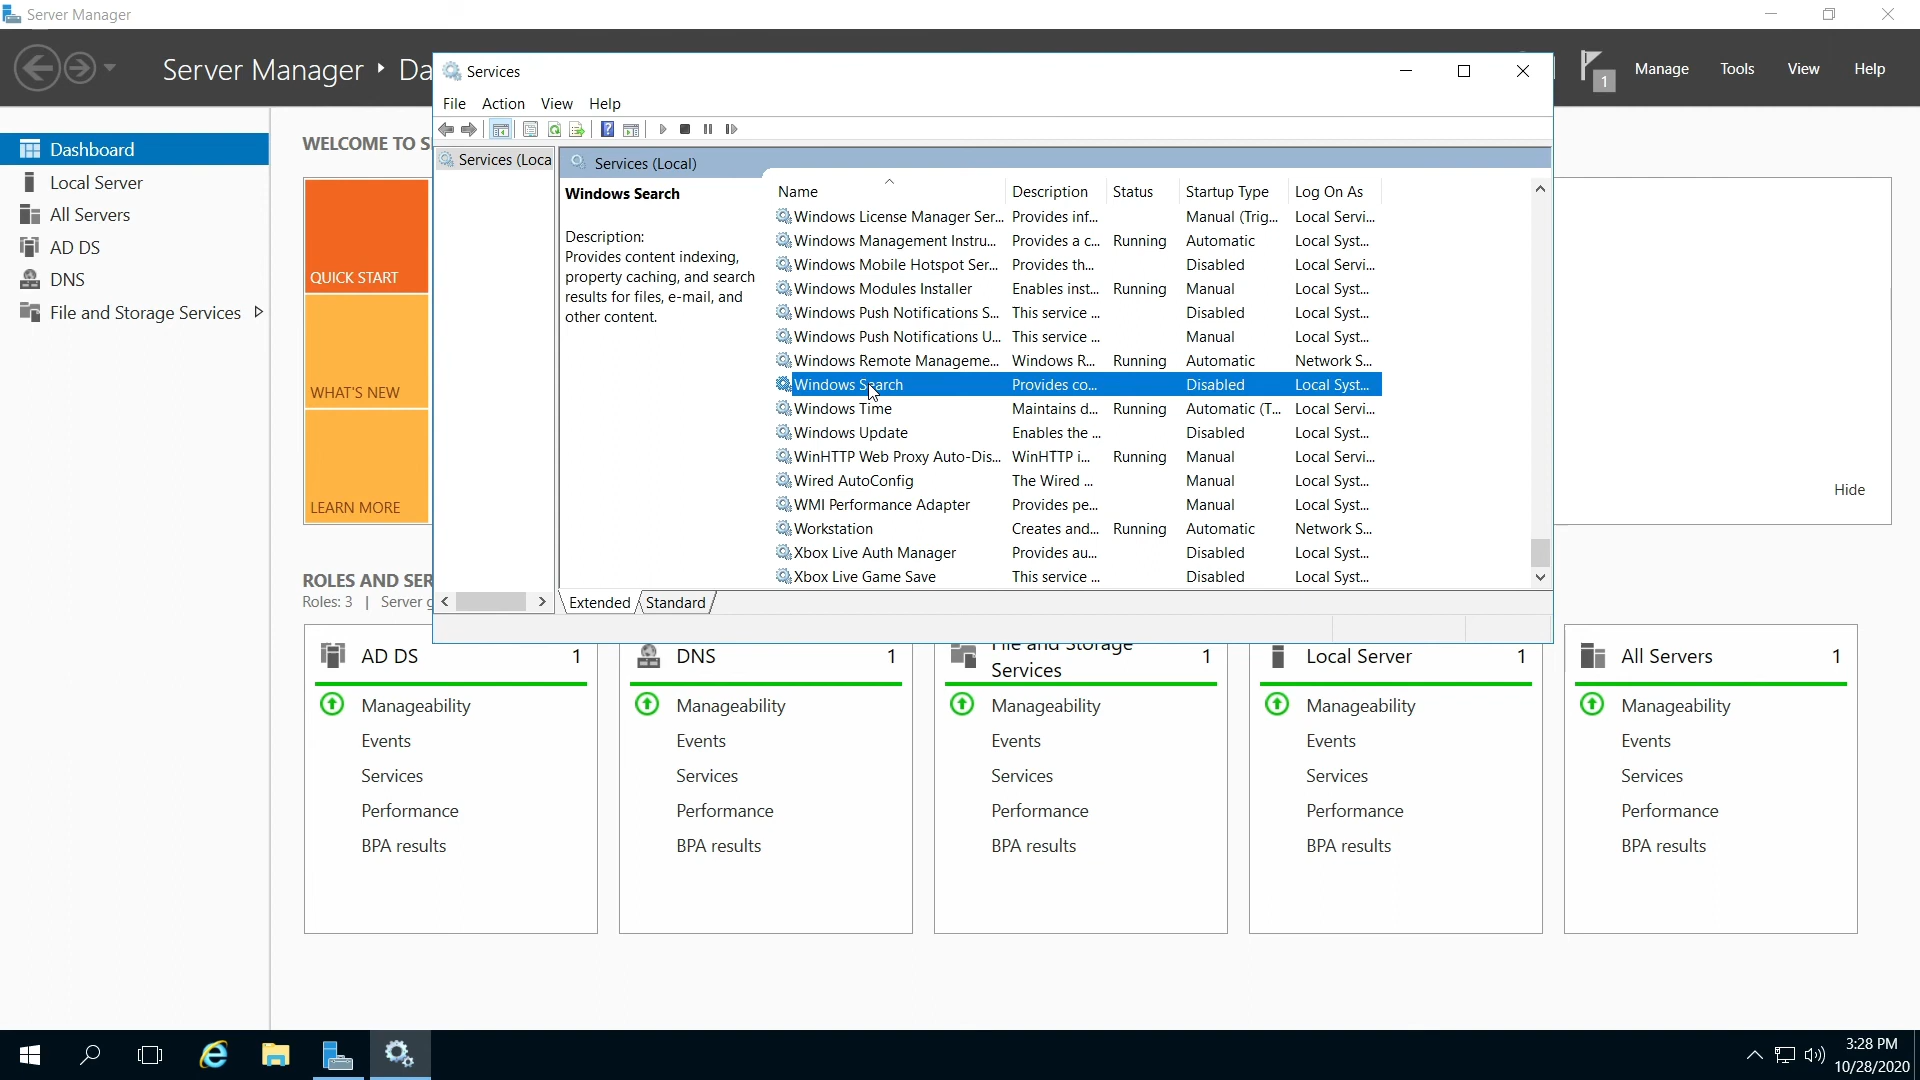 Server Manager
Server Manager ‣ Da
1
Manage Tools View Help
Dashboard
Local Server
All Servers
AD DS
DNS
File and Storage Services
WELCOME TO S
QUICK START
WHAT'S NEW
LEARN MORE
Hide
Services
File Action View Help
Services (Loca
Services (Local)
Windows Search
Description:
Provides content indexing,
property caching, and search
results for files, e-mail, and
other content.
Name Description Status Startup Type Log On As
Windows License Manager Ser... Provides inf... Manual (Trig... Local Servi...
Windows Management Instru... Provides a c... Running Automatic Local Syst...
Windows Mobile Hotspot Ser... Provides th... Disabled Local Servi...
Windows Modules Installer Enables inst... Running Manual Local Syst...
Windows Push Notifications S... This service ... Disabled Local Syst...
Windows Push Notifications U... This service ... Manual Local Syst...
Windows Remote Manageme... Windows R... Running Automatic Network S...
Windows Search Provides co... Disabled Local Syst...
Windows Time Maintains d... Running Automatic (T... Local Servi...
Windows Update Enables the ... Disabled Local Syst...
WinHTTP Web Proxy Auto-Dis... WinHTTP i... Running Manual Local Servi...
Wired AutoConfig The Wired ... Manual Local Syst...
WMI Performance Adapter Provides pe... Manual Local Syst...
Workstation Creates and... Running Automatic Network S...
Xbox Live Auth Manager Provides au... Disabled Local Syst...
Xbox Live Game Save This service ... Disabled Local Syst...
Extended Standard
ROLES AND SER
Roles: 3 | Server g
AD DS 1
Manageability
Events
Services
Performance
BPA results
DNS 1
Manageability
Events
Services
Performance
BPA results
File and Storage
Services 1
Manageability
Events
Services
Performance
BPA results
Local Server 1
Manageability
Events
Services
Performance
BPA results
All Servers 1
Manageability
Events
Services
Performance
BPA results
3:28 PM
10/28/2020